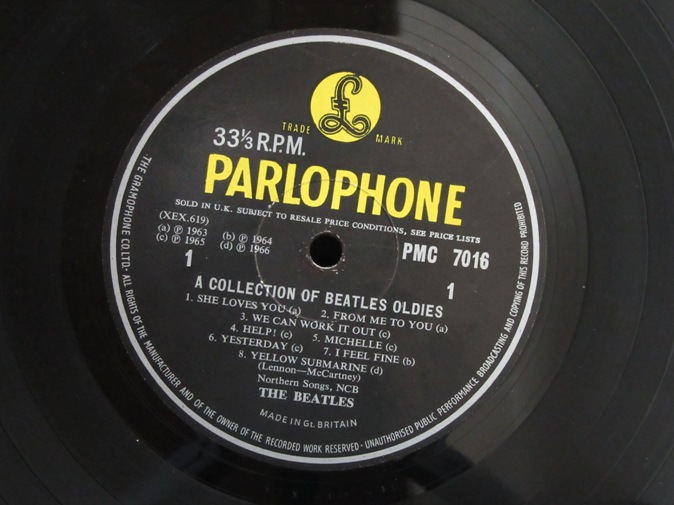 TRADE MARK
33⅓ R.P.M.
PARLOPHONE
SOLD IN U.K. SUBJECT TO RESALE PRICE CONDITIONS, SEE PRICE LISTS
(XEX.619)
(a) ℗ 1963 (b) ℗ 1964
(c) ℗ 1965 (d) ℗ 1966
PMC 7016
1 1
A COLLECTION OF BEATLES OLDIES
1. SHE LOVES YOU (a) 2. FROM ME TO YOU (a)
3. WE CAN WORK IT OUT (c)
4. HELP! (c) 5. MICHELLE (c)
6. YESTERDAY (c) 7. I FEEL FINE (b)
8. YELLOW SUBMARINE (d)
(Lennon—McCartney)
Northern Songs, NCB
THE BEATLES
MADE IN Gt. BRITAIN
THE GRAMOPHONE CO. LTD. · ALL RIGHTS OF THE MANUFACTURER AND OF THE OWNER OF THE RECORDED WORK RESERVED · UNAUTHORISED PUBLIC PERFORMANCE BROADCASTING AND COPYING OF THIS RECORD PROHIBITED